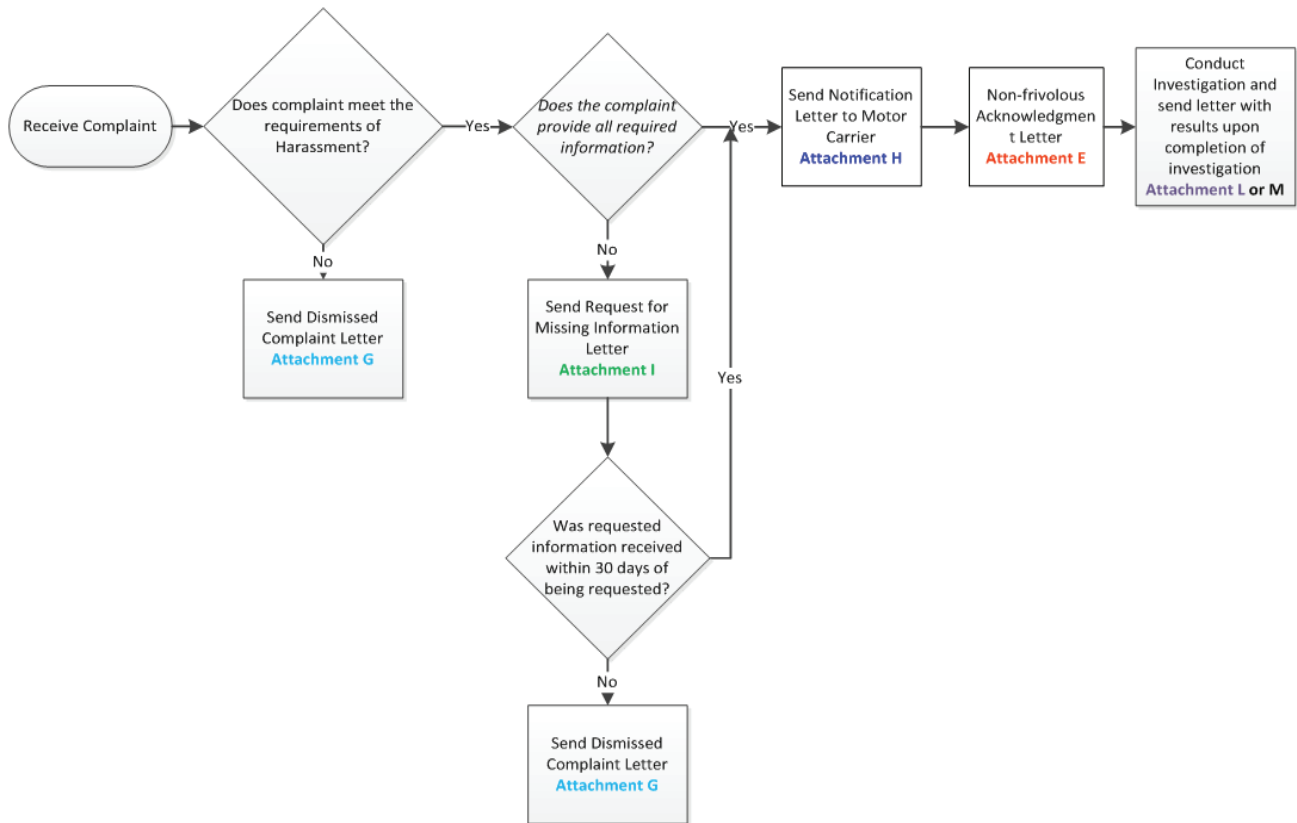 Receive Complaint
Does complaint meet the
requirements of
Harassment?
Yes
Does the complaint
provide all required
information?
Yes
Send Notification
Letter to Motor
Carrier
Attachment H
Non-frivolous
Acknowledgmen
t Letter
Attachment E
Conduct
Investigation and
send letter with
results upon
completion of
investigation
Attachment L or M
No
Send Dismissed
Complaint Letter
Attachment G
No
Send Request for
Missing Information
Letter
Attachment I
Yes
Was requested
information received
within 30 days of
being requested?
No
Send Dismissed
Complaint Letter
Attachment G